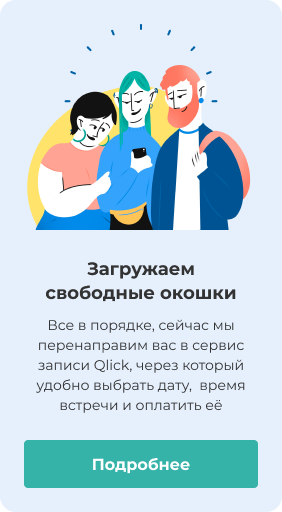 Загружаем
свободные окошки
Все в порядке, сейчас мы
перенаправим вас в сервис
записи Qlick, через который
удобно выбрать дату,  время
встречи и оплатить её
Подробнее